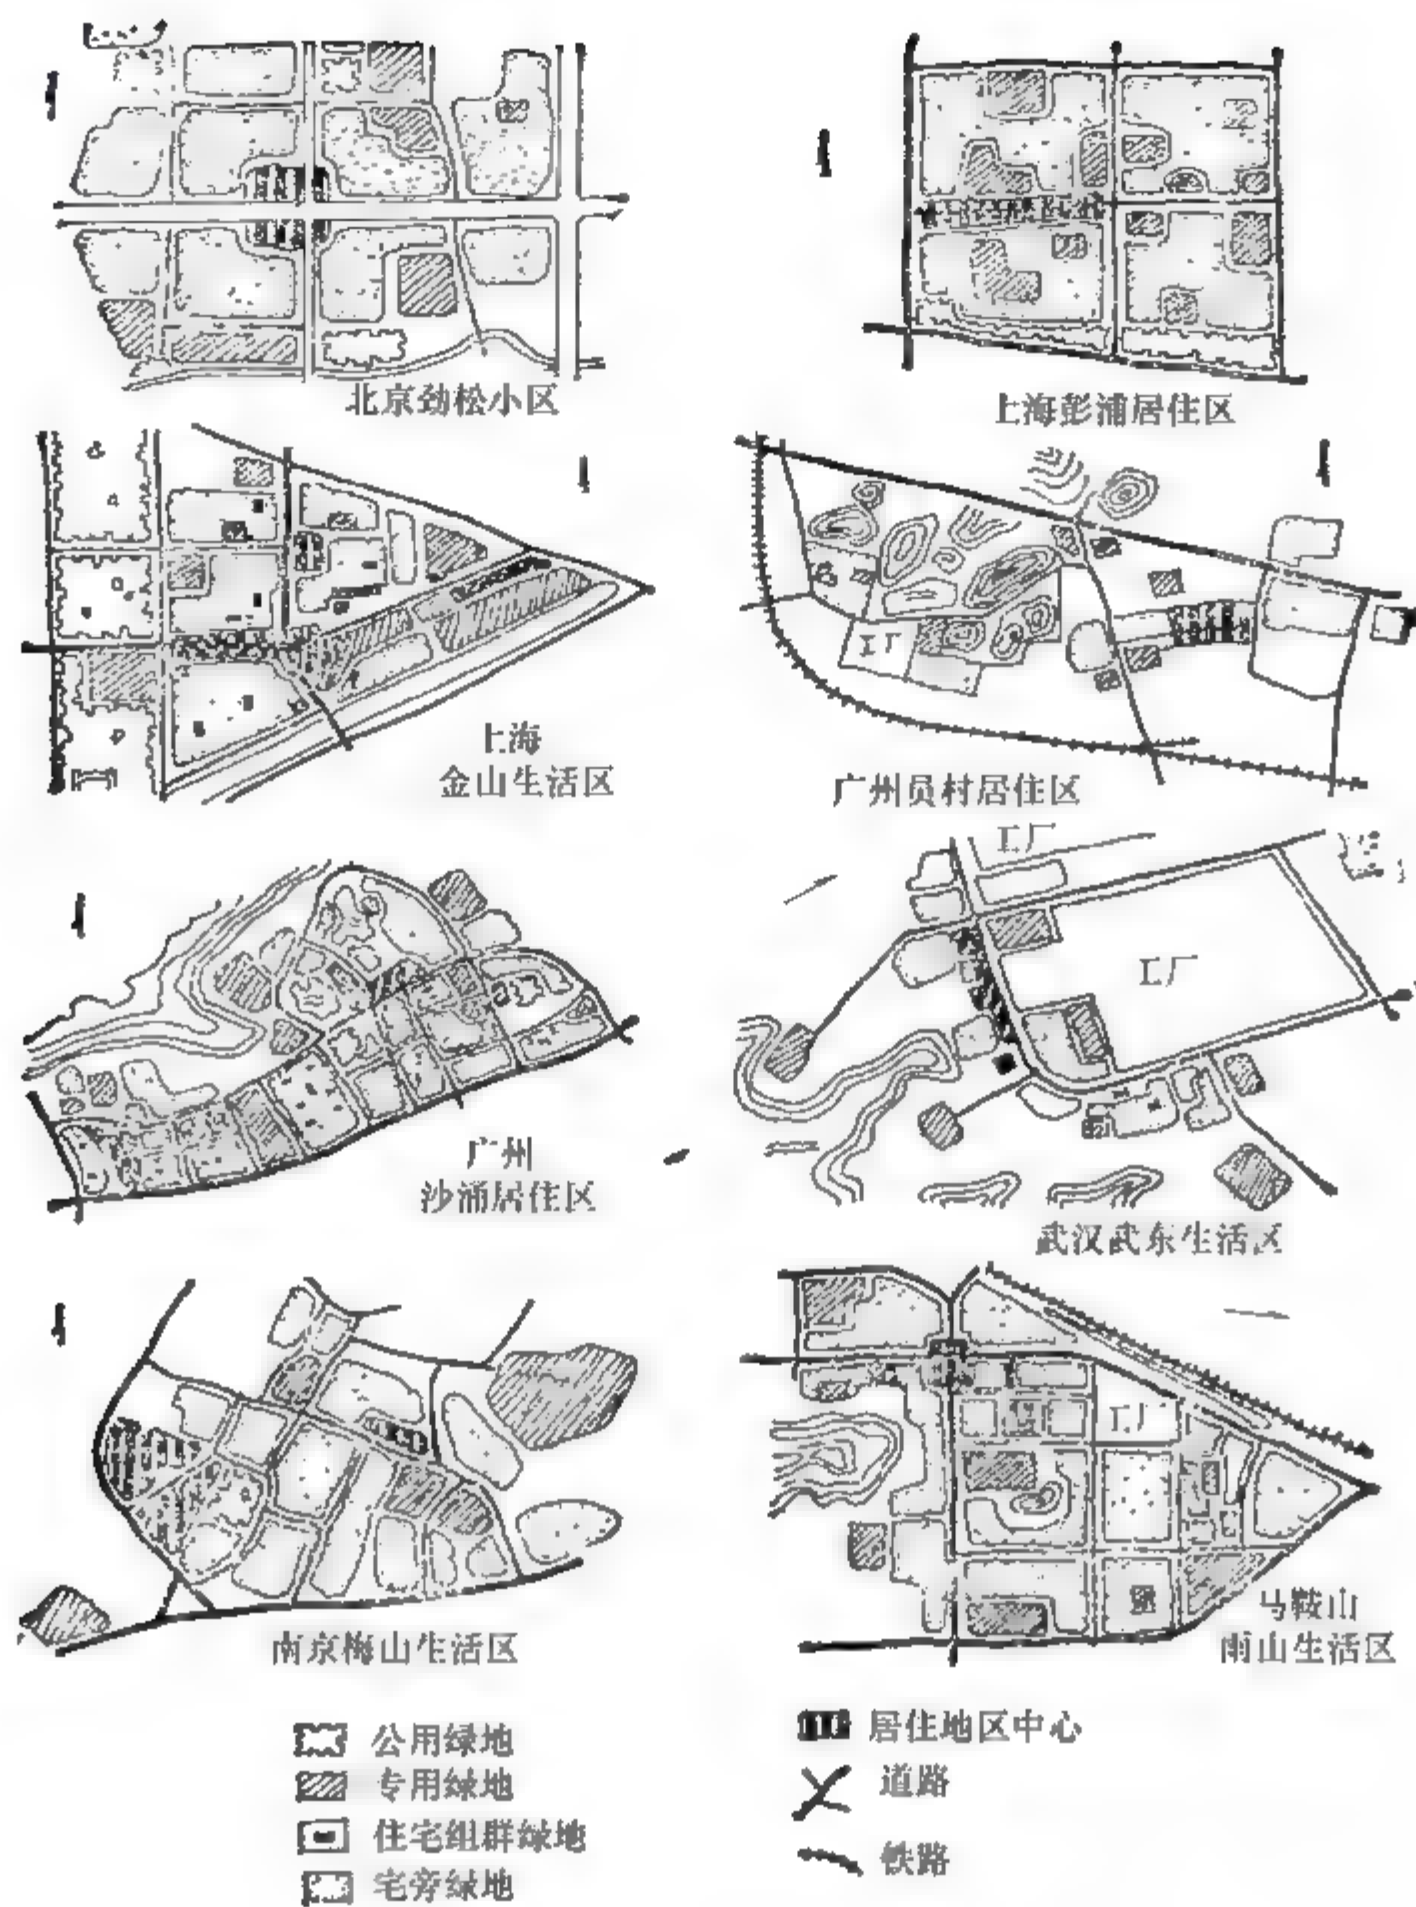 北京劲松小区
上海彭浦居住区
上海
金山生活区
工厂
广州员村居住区
工厂
工厂
广州
沙涌居住区
武汉武东生活区
工厂
南京梅山生活区
马鞍山
雨山生活区
公用绿地
专用绿地
住宅组群绿地
宅旁绿地
居住地区中心
道路
铁路